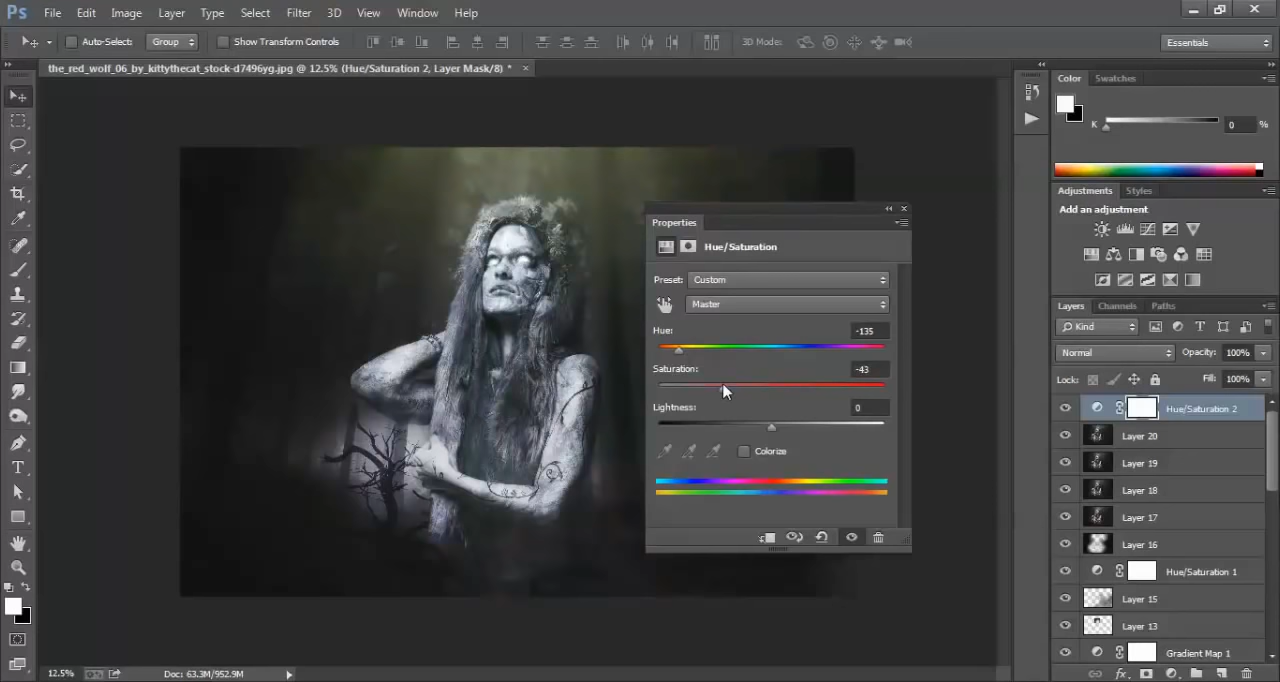 Ps File Edit Image Layer Type Select Filter 3D View Window Help
Auto-Select: Group Show Transform Controls 3D Mode: Essentials
the_red_wolf_06_by_kittythecat_stock-d7496yg.jpg @ 12.5% (Hue/Saturation 2, Layer Mask/8) * ×
Color Swatches
K 0 %
Adjustments Styles
Add an adjustment
Properties
Hue/Saturation
Preset: Custom
Master
Hue: -135
Saturation: -43
Lightness: 0
Colorize
Layers Channels Paths
Kind
Normal Opacity: 100%
Lock: Fill: 100%
Hue/Saturation 2
Layer 20
Layer 19
Layer 18
Layer 17
Layer 16
Hue/Saturation 1
Layer 15
Layer 13
Gradient Map 1
T
12.5% Doc: 63.3M/952.9M
fx